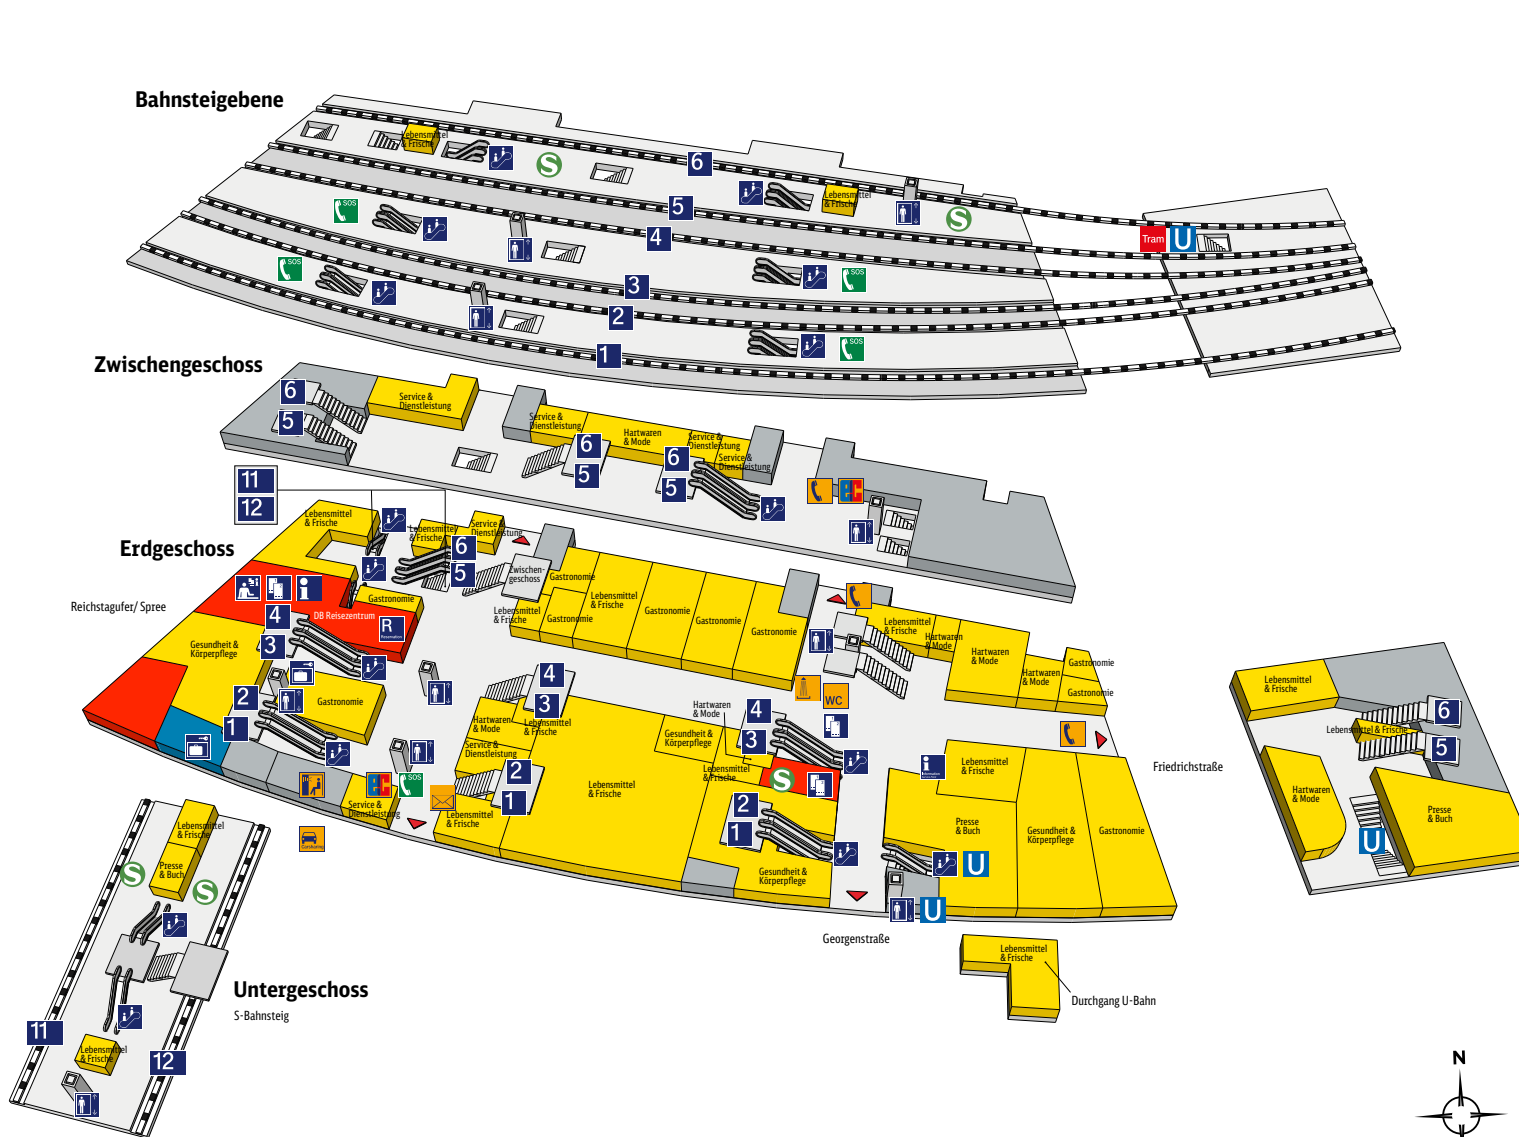 Bahnsteigebene
Lebensmittel
& Frische
S
6
Lebensmittel
& Frische
S
5
SOS
4
Tram
U
SOS
SOS
3
2
SOS
1
Zwischengeschoss
6
5
Service &
Dienstleistung
Service &
Dienstleistung
Hartwaren
& Mode
Service &
Dienstleistung
Service &
Dienstleistung
6
5
6
5
11
12
Erdgeschoss
Lebensmittel
& Frische
Lebensmittel
& Frische
Service &
Dienstleistung
6
5
Zwischen-
geschoss
Gastronomie
Lebensmittel
& Frische
Gastronomie
Lebensmittel
& Frische
Gastronomie
Gastronomie
Gastronomie
Reichstagufer/ Spree
DB Reisezentrum
Gastronomie
R
4
3
Gesundheit &
Körperpflege
2
1
Gastronomie
4
3
Hartwaren
& Mode
Lebensmittel
& Frische
Service &
Dienstleistung
2
1
Lebensmittel
& Frische
Service &
Dienstleistung
SOS
Lebensmittel
& Frische
Hartwaren
& Mode
Gesundheit &
Körperpflege
Lebensmittel
& Frische
4
3
S
2
1
Gesundheit &
Körperpflege
WC
Lebensmittel
& Frische
Hartwaren
& Mode
Hartwaren
& Mode
Hartwaren
& Mode
Gastronomie
Gastronomie
Lebensmittel
& Frische
Presse
& Buch
Gesundheit &
Körperpflege
Gastronomie
U
U
Friedrichstraße
Georgenstraße
Lebensmittel
& Frische
Durchgang U-Bahn
Lebensmittel
& Frische
Lebensmittel & Frische
6
5
Hartwaren
& Mode
Presse
& Buch
U
Lebensmittel
& Frische
Presse
& Buch
S
S
Untergeschoss
S-Bahnsteig
11
12
Lebensmittel
& Frische
N